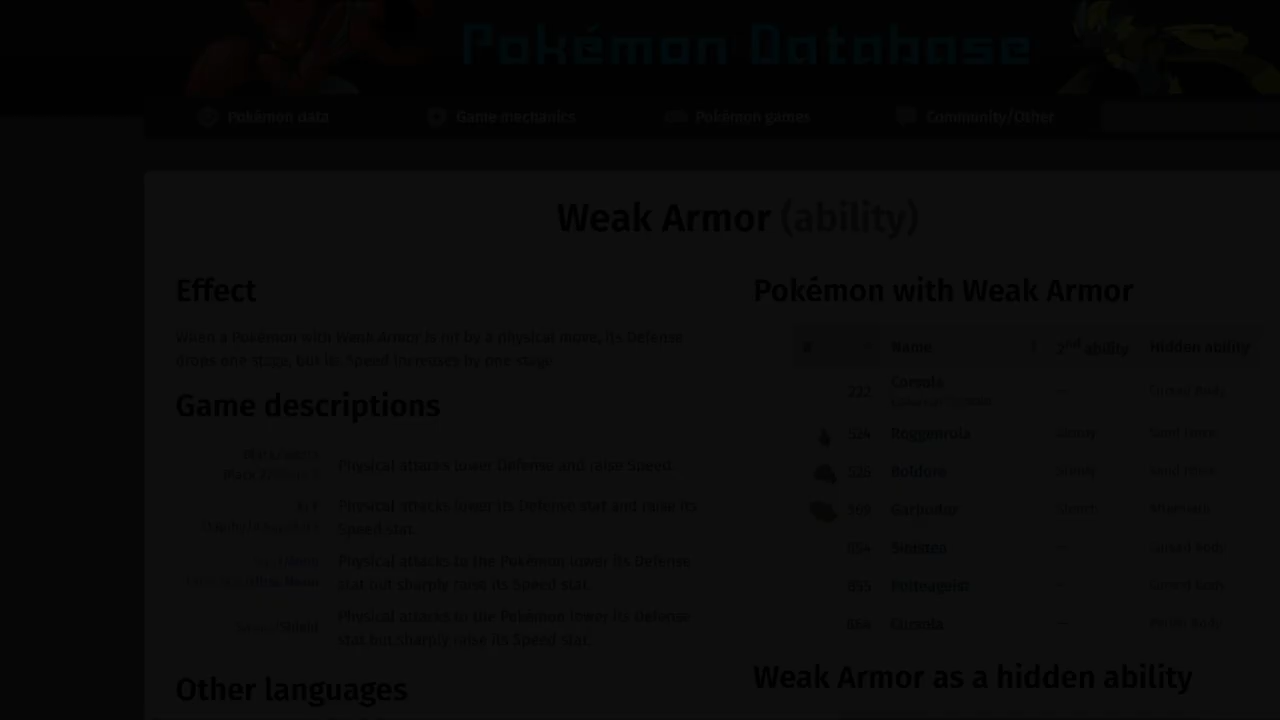 Pokémon Database
Pokémon data
Game mechanics
Pokémon games
Community/Other
Weak Armor (ability)
Effect
When a Pokémon with Weak Armor is hit by a physical move, its Defense
drops one stage, but its Speed increases by one stage.
Game descriptions
Physical attacks lower Defense and raise Speed.
Physical attacks lower its Defense stat and raise its
Speed stat.
Physical attacks to the Pokémon lower its Defense
stat but sharply raise its Speed stat.
Shield
Physical attacks to the Pokémon lower its Defense
stat but sharply raise its Speed stat.
Other languages
Pokémon with Weak Armor
# Name 2nd ability Hidden ability
222 Corsola — Cursed Body
524 Roggenrola Sturdy Sand Force
525 Boldore Sturdy Sand Force
569 Garbodor Stench Aftermath
854 Sinistea — Cursed Body
855 Polteageist — Cursed Body
864 Cursola — Perish Body
Weak Armor as a hidden ability